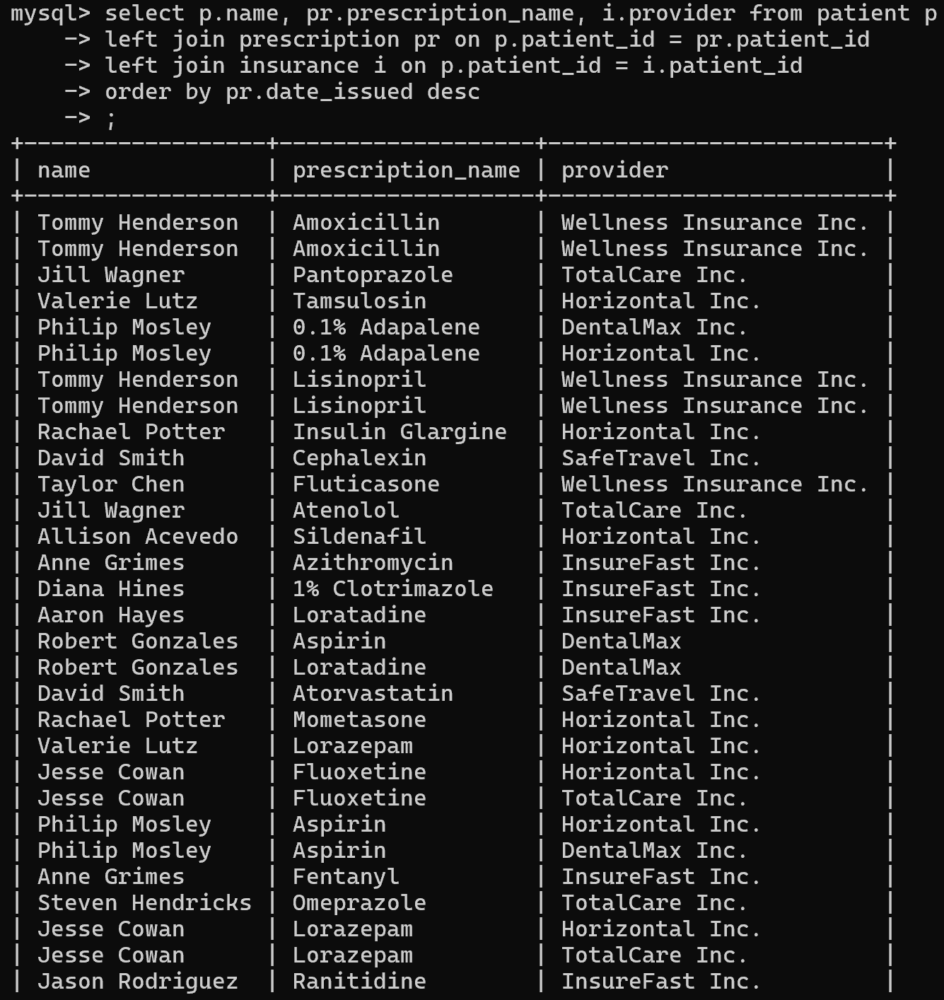 mysql> select p.name, pr.prescription_name, i.provider from patient p
    -> left join prescription pr on p.patient_id = pr.patient_id
    -> left join insurance i on p.patient_id = i.patient_id
    -> order by pr.date_issued desc
    -> ;
+------------------+-------------------+-------------------------+
| name             | prescription_name | provider                |
+------------------+-------------------+-------------------------+
| Tommy Henderson  | Amoxicillin       | Wellness Insurance Inc. |
| Tommy Henderson  | Amoxicillin       | Wellness Insurance Inc. |
| Jill Wagner      | Pantoprazole      | TotalCare Inc.          |
| Valerie Lutz     | Tamsulosin        | Horizontal Inc.         |
| Philip Mosley    | 0.1% Adapalene    | DentalMax Inc.          |
| Philip Mosley    | 0.1% Adapalene    | Horizontal Inc.         |
| Tommy Henderson  | Lisinopril        | Wellness Insurance Inc. |
| Tommy Henderson  | Lisinopril        | Wellness Insurance Inc. |
| Rachael Potter   | Insulin Glargine  | Horizontal Inc.         |
| David Smith      | Cephalexin        | SafeTravel Inc.         |
| Taylor Chen      | Fluticasone       | Wellness Insurance Inc. |
| Jill Wagner      | Atenolol          | TotalCare Inc.          |
| Allison Acevedo  | Sildenafil        | Horizontal Inc.         |
| Anne Grimes      | Azithromycin      | InsureFast Inc.         |
| Diana Hines      | 1% Clotrimazole   | InsureFast Inc.         |
| Aaron Hayes      | Loratadine        | InsureFast Inc.         |
| Robert Gonzales  | Aspirin           | DentalMax               |
| Robert Gonzales  | Loratadine        | DentalMax               |
| David Smith      | Atorvastatin      | SafeTravel Inc.         |
| Rachael Potter   | Mometasone        | Horizontal Inc.         |
| Valerie Lutz     | Lorazepam         | Horizontal Inc.         |
| Jesse Cowan      | Fluoxetine        | Horizontal Inc.         |
| Jesse Cowan      | Fluoxetine        | TotalCare Inc.          |
| Philip Mosley    | Aspirin           | Horizontal Inc.         |
| Philip Mosley    | Aspirin           | DentalMax Inc.          |
| Anne Grimes      | Fentanyl          | InsureFast Inc.         |
| Steven Hendricks | Omeprazole        | TotalCare Inc.          |
| Jesse Cowan      | Lorazepam         | Horizontal Inc.         |
| Jesse Cowan      | Lorazepam         | TotalCare Inc.          |
| Jason Rodriguez  | Ranitidine        | InsureFast Inc.         |